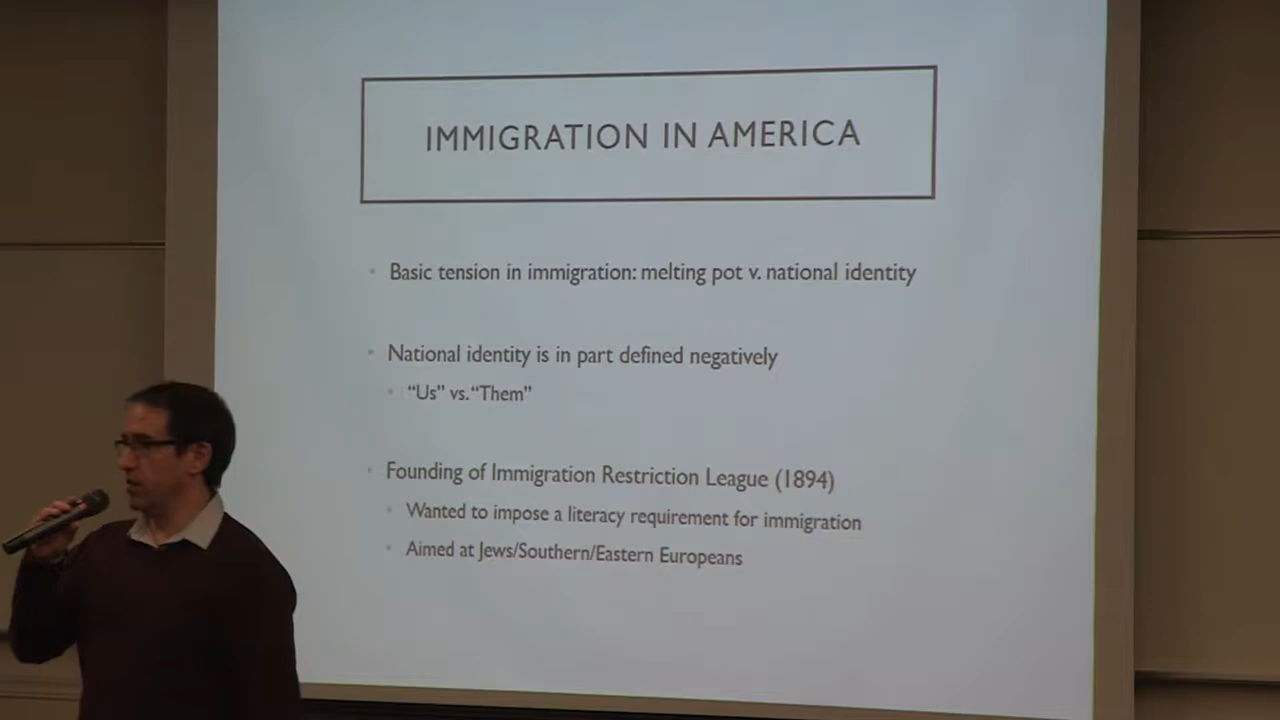 IMMIGRATION IN AMERICA
Basic tension in immigration: melting pot v. national identity
National identity is in part defined negatively
“Us” vs. “Them”
Founding of Immigration Restriction League (1894)
Wanted to impose a literacy requirement for immigration
Aimed at Jews/Southern/Eastern Europeans